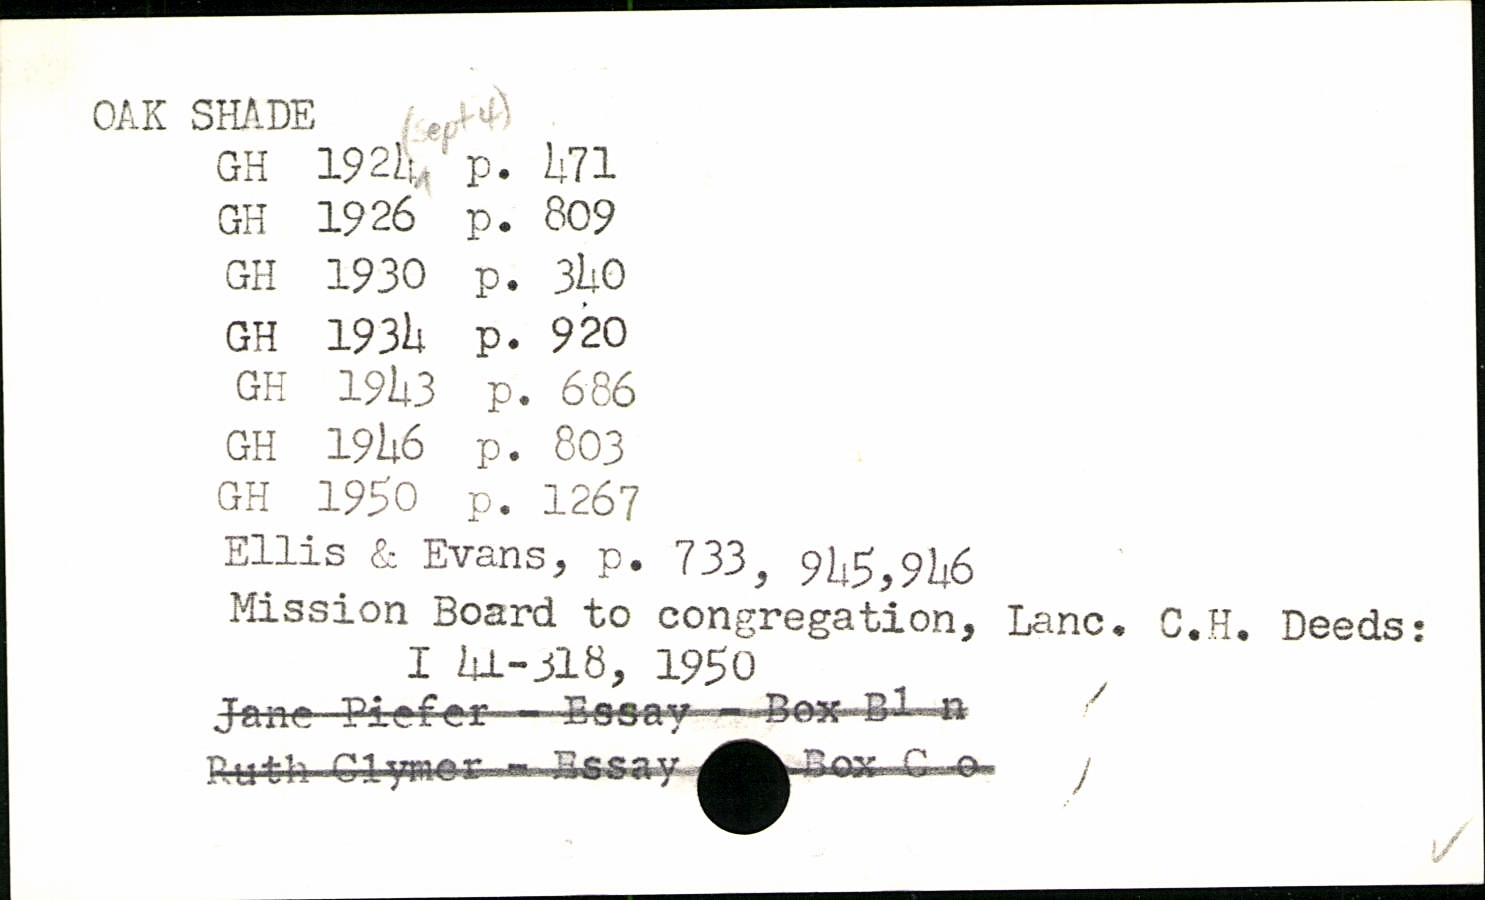 OAK SHADE
GH 1924 (Sept 4) p. 471
GH 1926 p. 809
GH 1930 p. 340
GH 1934 p. 920
GH 1943 p. 686
GH 1946 p. 803
GH 1950 p. 1267
Ellis & Evans, p. 733, 945,946
Mission Board to congregation, Lanc. C.H. Deeds:
I 41-318, 1950
Jane Piefer - Essay - Box B1 n
Ruth Clymer - Essay Box C o